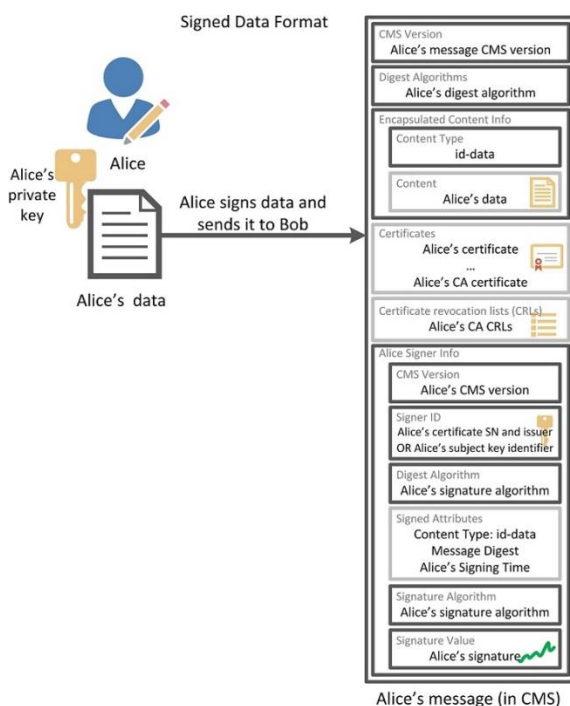 Signed Data Format
Alice
Alice's
private
key
Alice signs data and
sends it to Bob
Alice's data
CMS Version
Alice's message CMS version
Digest Algorithms
Alice's digest algorithm
Encapsulated Content Info
Content Type
id-data
Content
Alice's data
Certificates
Alice's certificate
...
Alice's CA certificate
Certificate revocation lists (CRLs)
Alice's CA CRLs
Alice Signer Info
CMS Version
Alice's CMS version
Signer ID
Alice's certificate SN and issuer
OR Alice's subject key identifier
Digest Algorithm
Alice's signature algorithm
Signed Attributes
Content Type: id-data
Message Digest
Alice's Signing Time
Signature Algorithm
Alice's signature algorithm
Signature Value
Alice's signature
Alice's message (in CMS)